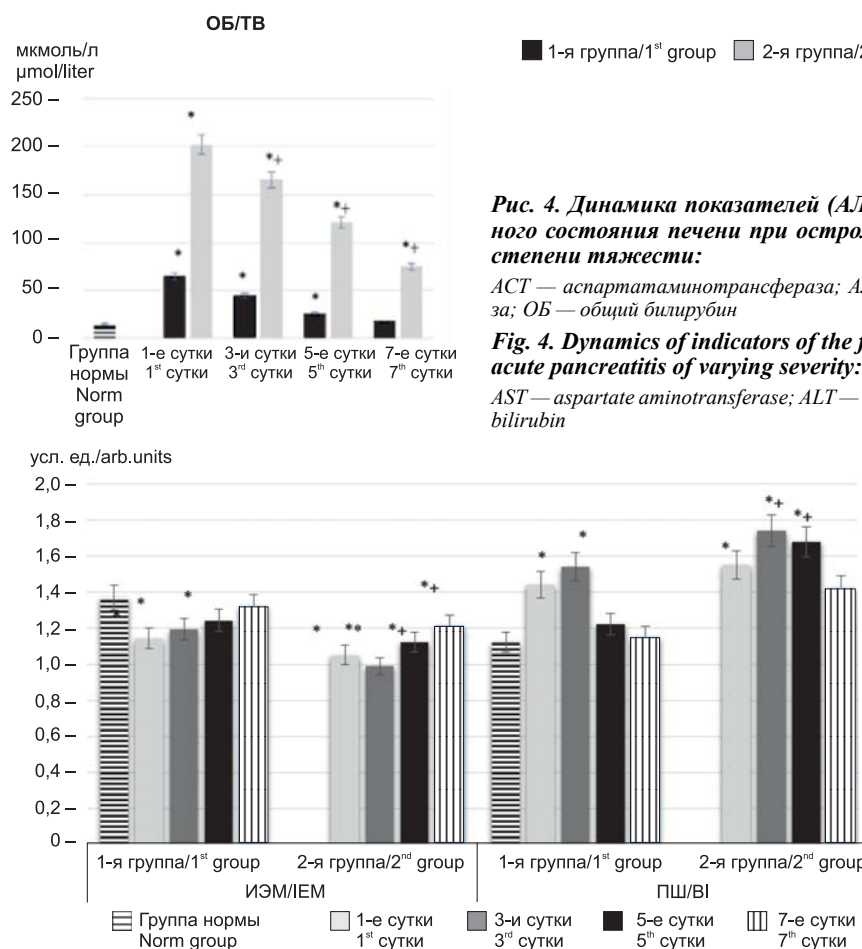 ОБ/ТВ
мкмоль/л
μmol/liter
1-я группа/1st group 2-я группа/2
250 –
200 –
150 –
100 –
50 –
0 –
Группа нормы Norm group
1-е сутки 3-и сутки 5-е сутки 7-е сутки
1st сутки 3rd сутки 5th сутки 7th сутки
Рис. 4. Динамика показателей (АЛ
ного состояния печени при остро
степени тяжести:
АСТ — аспартатаминотрансфераза;
за; ОБ — общий билирубин
Fig. 4. Dynamics of indicators of the f
acute pancreatitis of varying severity:
AST — aspartate aminotransferase; ALT —
bilirubin
усл. ед./arb.units
2,0 –
1,8 –
1,6 –
1,4 –
1,2 –
1,0 –
0,8 –
0,6 –
0,4 –
0,2 –
0 –
1-я группа/1st group 2-я группа/2nd group 1-я группа/1st group 2-я группа/2nd group
ИЭМ/IEM ПШ/BI
Группа нормы 1-е сутки 3-и сутки 5-е сутки 7-е сутки
Norm group 1st сутки 3rd сутки 5th сутки 7th сутки